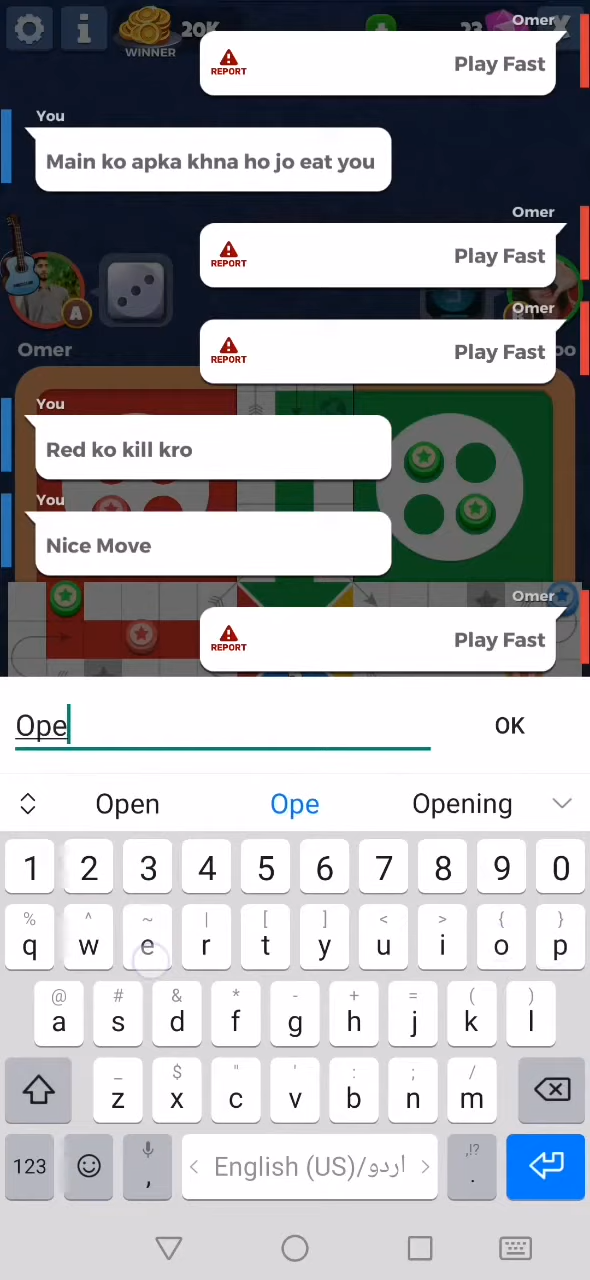 20K
23
X
WINNER
Omer
REPORT
Play Fast
You
Main ko apka khna ho jo eat you
Omer
REPORT
Play Fast
A
R
Omer
REPORT
Play Fast
Omer
oo
You
Red ko kill kro
You
Nice Move
Omer
REPORT
Play Fast
Ope
OK
Open
Ope
Opening
1 2 3 4 5 6 7 8 9 0
% ^ ~ | [ ] < > { }
q w e r t y u i o p
@ # & * - + = ( )
a s d f g h j k l
_ $ " ' : ; /
z x c v b n m
123
,
< English (US)/اردو >
,!?
.